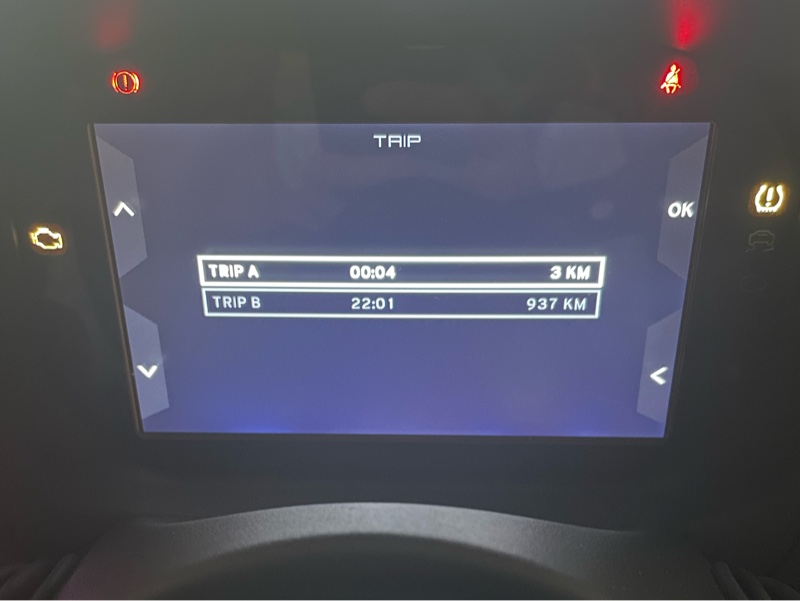 TRIP
OK
TRIP A 00:04 3 KM
TRIP B 22:01 937 KM